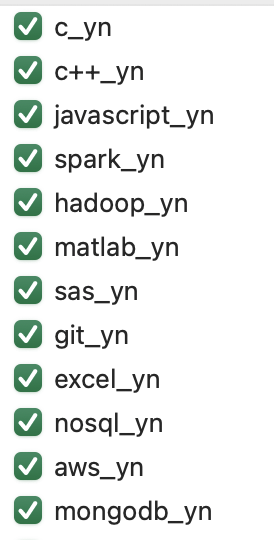 c_yn
c++_yn
javascript_yn
spark_yn
hadoop_yn
matlab_yn
sas_yn
git_yn
excel_yn
nosql_yn
aws_yn
mongodb_yn